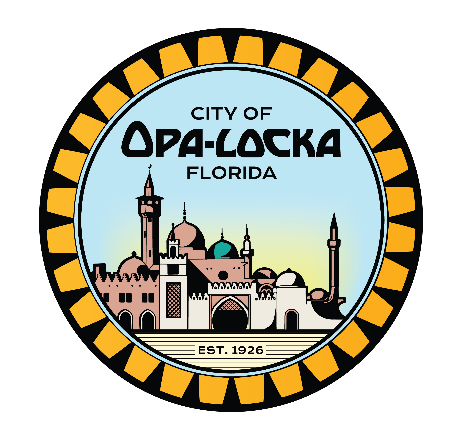 CITY OF
OPA-LOCKA
FLORIDA
EST. 1926